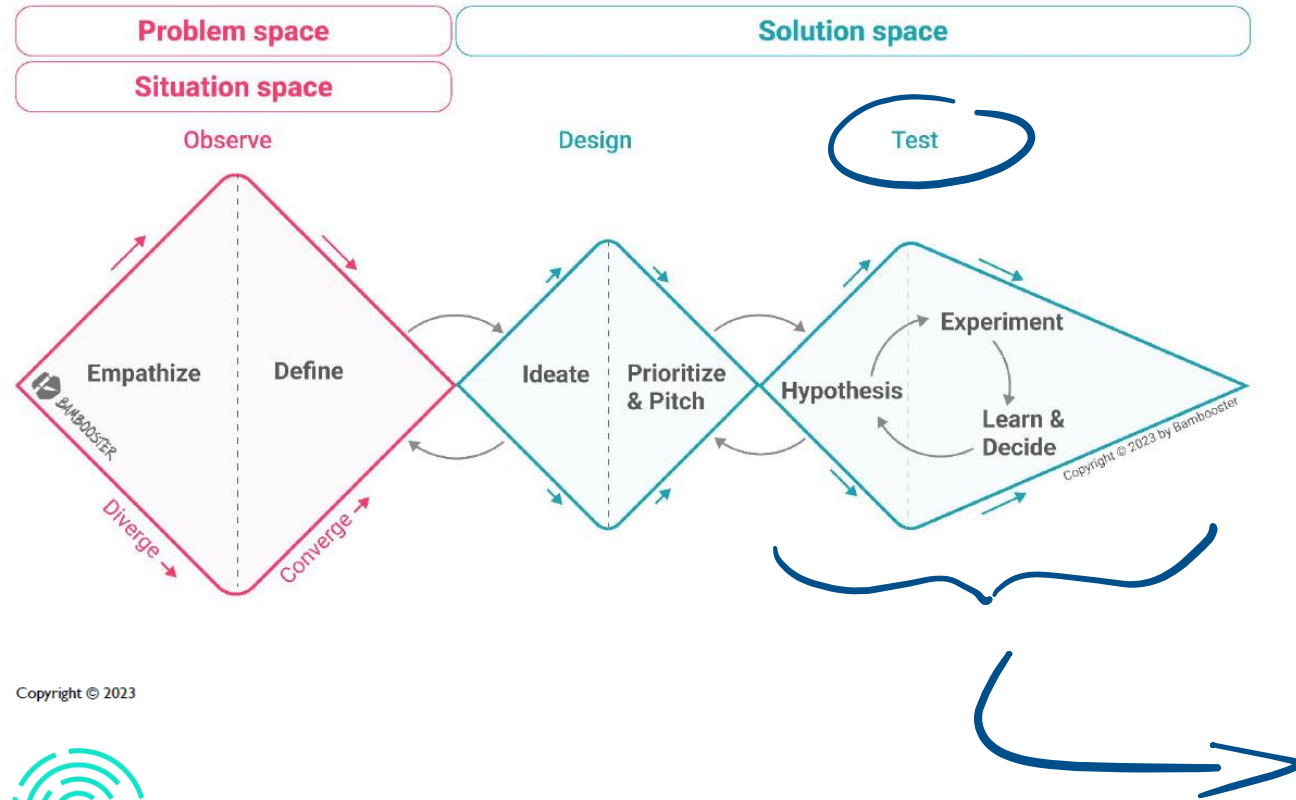 Problem space
Solution space
Situation space
Observe
Design
Test
Empathize
Define
Ideate
Prioritize
& Pitch
Hypothesis
Experiment
Learn &
Decide
BAMBOOSTER
Diverge
Converge
Copyright © 2023 by Bambooster
Copyright © 2023